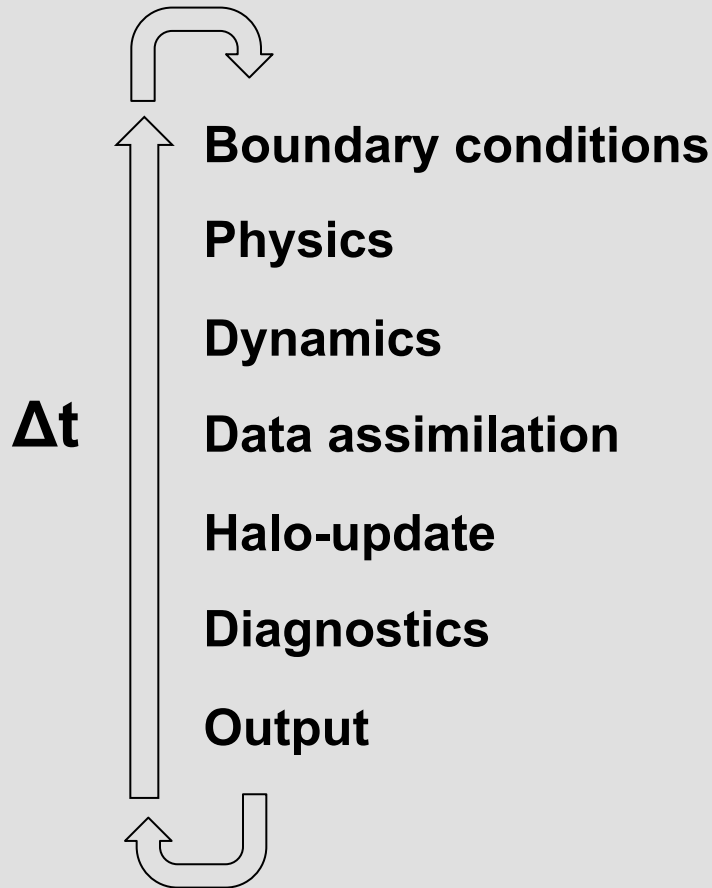 Boundary conditions
Physics
Dynamics
Δt
Data assimilation
Halo-update
Diagnostics
Output